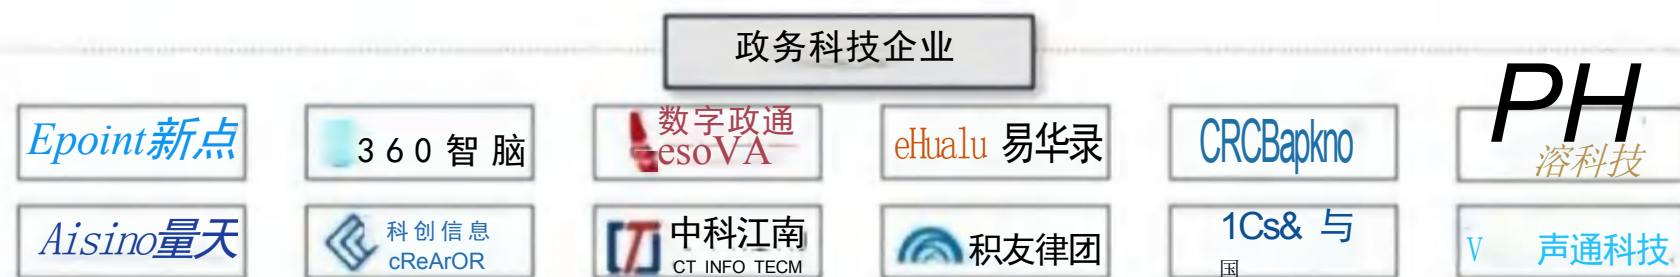 政务科技企业
Epoint新点
360智脑
数字政通
esoVA
eHualu 易华录
CRCBapkno
PH
溶科技
Aisino量天
科创信息
cReArOR
中科江南
CT INFO TECM
积友律团
1Cs& 与
国
V 声通科技